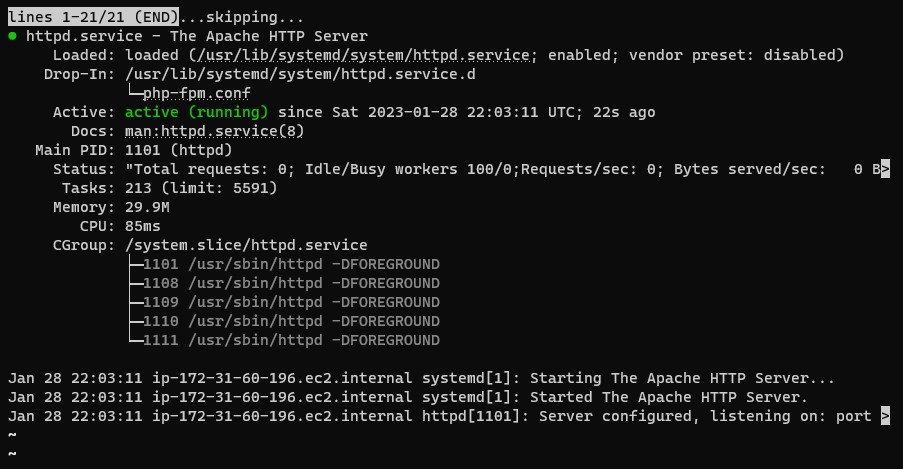 lines 1-21/21 (END)...skipping...
● httpd.service - The Apache HTTP Server
     Loaded: loaded (/usr/lib/systemd/system/httpd.service; enabled; vendor preset: disabled)
    Drop-In: /usr/lib/systemd/system/httpd.service.d
             └─php-fpm.conf
     Active: active (running) since Sat 2023-01-28 22:03:11 UTC; 22s ago
       Docs: man:httpd.service(8)
   Main PID: 1101 (httpd)
     Status: "Total requests: 0; Idle/Busy workers 100/0;Requests/sec: 0; Bytes served/sec:   0 B>
      Tasks: 213 (limit: 5591)
     Memory: 29.9M
        CPU: 85ms
     CGroup: /system.slice/httpd.service
             ├─1101 /usr/sbin/httpd -DFOREGROUND
             ├─1108 /usr/sbin/httpd -DFOREGROUND
             ├─1109 /usr/sbin/httpd -DFOREGROUND
             ├─1110 /usr/sbin/httpd -DFOREGROUND
             └─1111 /usr/sbin/httpd -DFOREGROUND

Jan 28 22:03:11 ip-172-31-60-196.ec2.internal systemd[1]: Starting The Apache HTTP Server...
Jan 28 22:03:11 ip-172-31-60-196.ec2.internal systemd[1]: Started The Apache HTTP Server.
Jan 28 22:03:11 ip-172-31-60-196.ec2.internal httpd[1101]: Server configured, listening on: port >
~
~